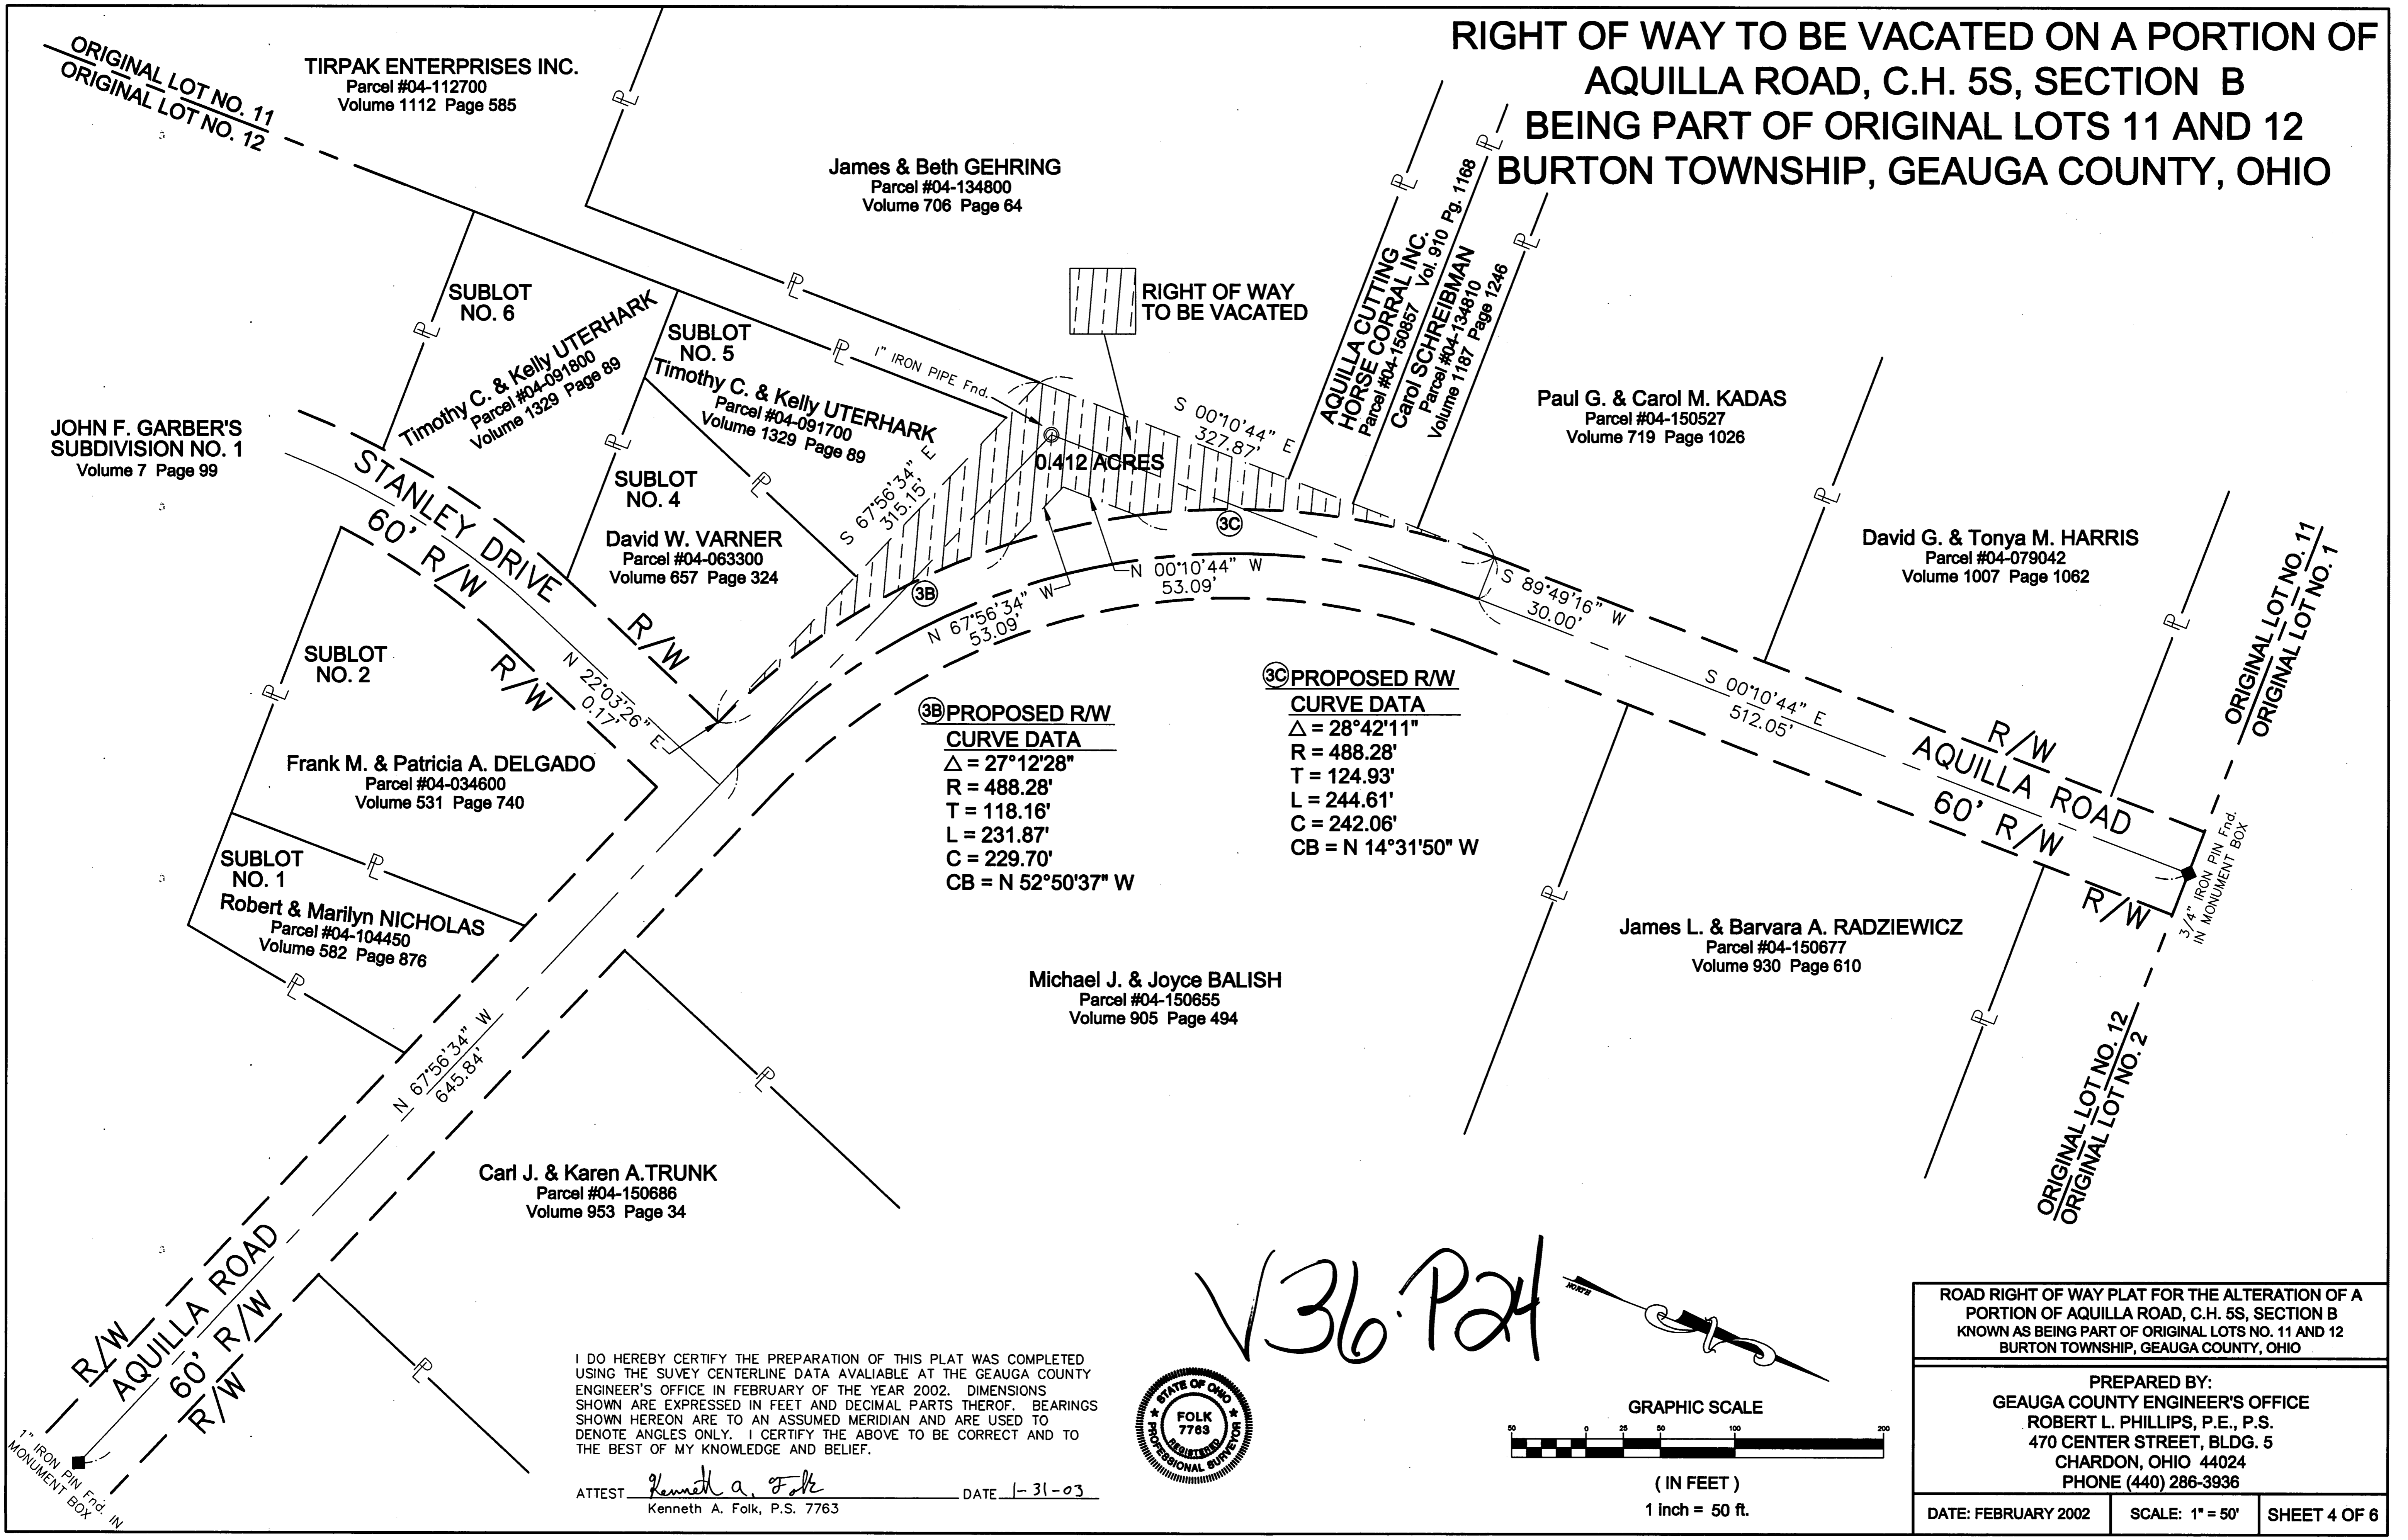 RIGHT OF WAY TO BE VACATED ON A PORTION OF
AQUILLA ROAD, C.H. 5S, SECTION B
BEING PART OF ORIGINAL LOTS 11 AND 12
BURTON TOWNSHIP, GEAUGA COUNTY, OHIO
ORIGINAL LOT NO. 11
ORIGINAL LOT NO. 12
TIRPAK ENTERPRISES INC.
Parcel #04-112700
Volume 1112 Page 585
James & Beth GEHRING
Parcel #04-134800
Volume 706 Page 64
RIGHT OF WAY
TO BE VACATED
AQUILLA CUTTING
HORSE CORRAL INC.
Parcel #04-150857 Vol. 910 Pg. 1168
Carol SCHREIBMAN
Parcel #04-134810
Volume 1187 Page 1246
Paul G. & Carol M. KADAS
Parcel #04-150527
Volume 719 Page 1026
David G. & Tonya M. HARRIS
Parcel #04-079042
Volume 1007 Page 1062
ORIGINAL LOT NO. 11
ORIGINAL LOT NO. 1
SUBLOT
NO. 6
Timothy C. & Kelly UTERHARK
Parcel #04-091800
Volume 1329 Page 89
SUBLOT
NO. 5
Timothy C. & Kelly UTERHARK
Parcel #04-091700
Volume 1329 Page 89
1" IRON PIPE Fnd.
JOHN F. GARBER'S
SUBDIVISION NO. 1
Volume 7 Page 99
STANLEY DRIVE
60' R/W
R/W
R/W
SUBLOT
NO. 4
David W. VARNER
Parcel #04-063300
Volume 657 Page 324
S 67°56'34" E
315.15'
0.412 ACRES
S 00°10'44" E
327.87'
3B
3C
N 67°56'34" W
53.09'
N 00°10'44" W
53.09'
S 89°49'16" W
30.00'
S 00°10'44" E
512.05'
R/W
AQUILLA ROAD
60' R/W
R/W
3/4" IRON PIN Fnd.
IN MONUMENT BOX
SUBLOT
NO. 2
N 22°03'26" E
0.17'
Frank M. & Patricia A. DELGADO
Parcel #04-034600
Volume 531 Page 740
SUBLOT
NO. 1
Robert & Marilyn NICHOLAS
Parcel #04-104450
Volume 582 Page 876
3B PROPOSED R/W
CURVE DATA
△ = 27°12'28"
R = 488.28'
T = 118.16'
L = 231.87'
C = 229.70'
CB = N 52°50'37" W
3C PROPOSED R/W
CURVE DATA
△ = 28°42'11"
R = 488.28'
T = 124.93'
L = 244.61'
C = 242.06'
CB = N 14°31'50" W
James L. & Barvara A. RADZIEWICZ
Parcel #04-150677
Volume 930 Page 610
Michael J. & Joyce BALISH
Parcel #04-150655
Volume 905 Page 494
ORIGINAL LOT NO. 12
ORIGINAL LOT NO. 2
N 67°56'34" W
645.84'
Carl J. & Karen A.TRUNK
Parcel #04-150686
Volume 953 Page 34
R/W
AQUILLA ROAD
60' R/W
R/W
1" IRON PIN Fnd. IN
MONUMENT BOX
V36·P24
NORTH
I DO HEREBY CERTIFY THE PREPARATION OF THIS PLAT WAS COMPLETED
USING THE SUVEY CENTERLINE DATA AVALIABLE AT THE GEAUGA COUNTY
ENGINEER'S OFFICE IN FEBRUARY OF THE YEAR 2002. DIMENSIONS
SHOWN ARE EXPRESSED IN FEET AND DECIMAL PARTS THEROF. BEARINGS
SHOWN HEREON ARE TO AN ASSUMED MERIDIAN AND ARE USED TO
DENOTE ANGLES ONLY. I CERTIFY THE ABOVE TO BE CORRECT AND TO
THE BEST OF MY KNOWLEDGE AND BELIEF.
ATTEST Kenneth A. Folk DATE 1-31-03
Kenneth A. Folk, P.S. 7763
STATE OF OHIO
FOLK
7763
REGISTERED
PROFESSIONAL SURVEYOR
GRAPHIC SCALE
50 0 25 50 100 200
( IN FEET )
1 inch = 50 ft.
ROAD RIGHT OF WAY PLAT FOR THE ALTERATION OF A
PORTION OF AQUILLA ROAD, C.H. 5S, SECTION B
KNOWN AS BEING PART OF ORIGINAL LOTS NO. 11 AND 12
BURTON TOWNSHIP, GEAUGA COUNTY, OHIO
PREPARED BY:
GEAUGA COUNTY ENGINEER'S OFFICE
ROBERT L. PHILLIPS, P.E., P.S.
470 CENTER STREET, BLDG. 5
CHARDON, OHIO 44024
PHONE (440) 286-3936
DATE: FEBRUARY 2002
SCALE: 1" = 50'
SHEET 4 OF 6